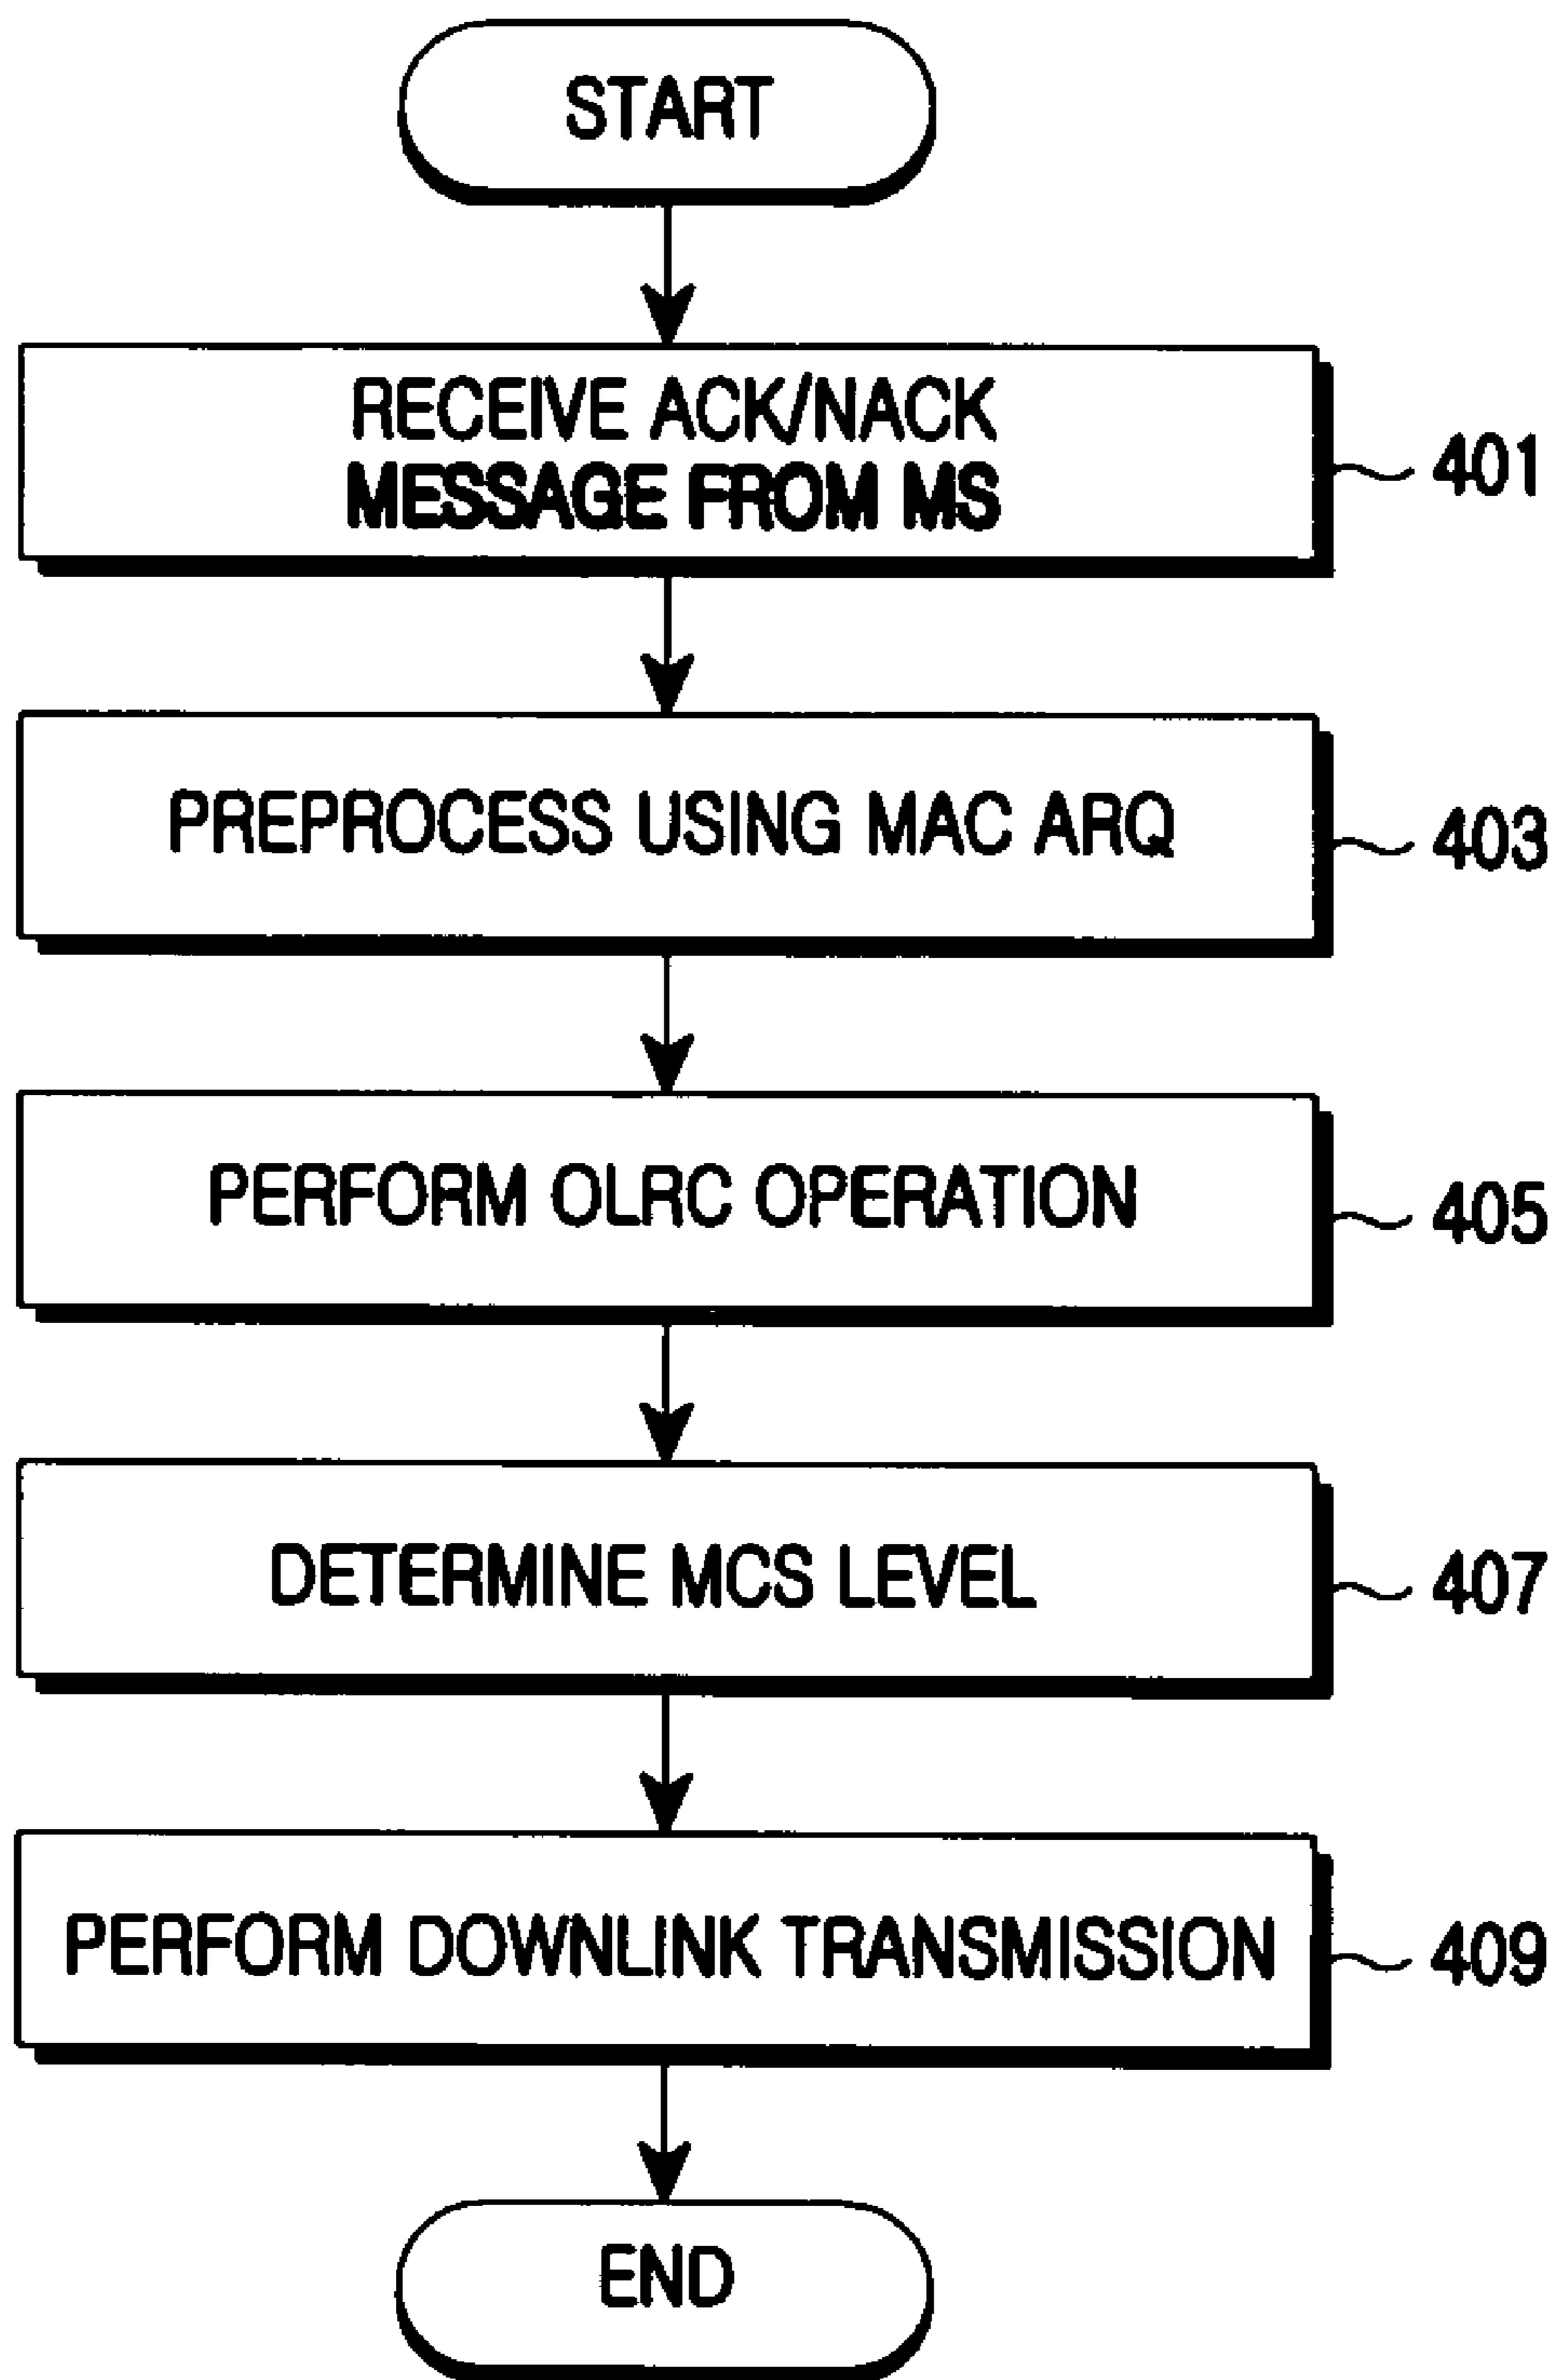 START
RECEIVE ACK/NACK
MESSAGE FROM MS
401
PREPROCESS USING MAC ARQ
403
PERFORM OLRC OPERATION
405
DETERMINE MCS LEVEL
407
PERFORM DOWNLINK TRANSMISSION
409
END